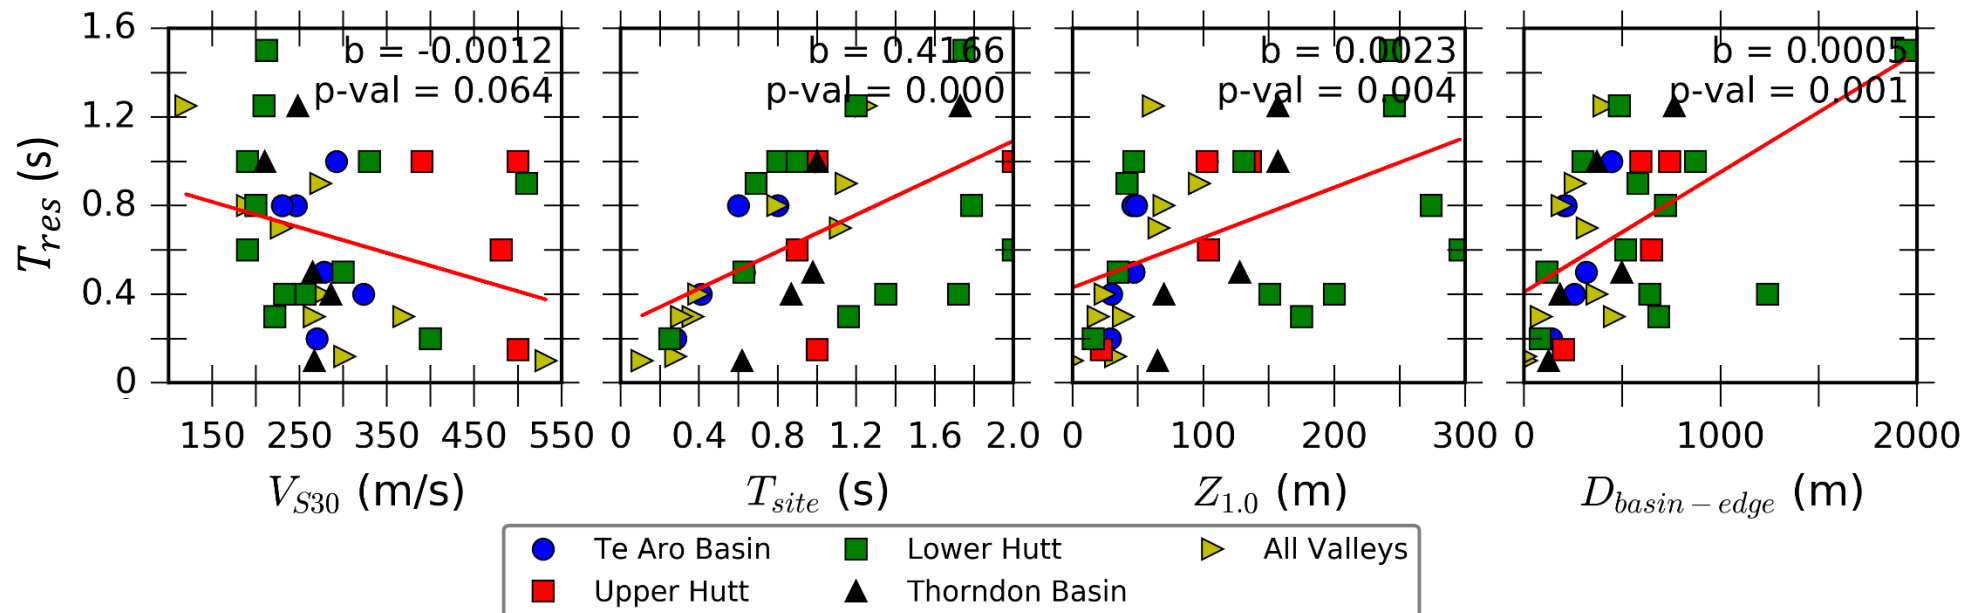 1.6
1.2
0.8
0.4
0
T_res (s)
b = -0.0012
p-val = 0.064
150 250 350 450 550
V_S30 (m/s)
b = 0.4166
p-val = 0.000
0 0.4 0.8 1.2 1.6 2.0
T_site (s)
b = 0.0023
p-val = 0.004
0 100 200 300
Z_1.0 (m)
b = 0.0005
p-val = 0.001
0 1000 2000
D_basin-edge (m)
Te Aro Basin
Upper Hutt
Lower Hutt
Thorndon Basin
All Valleys